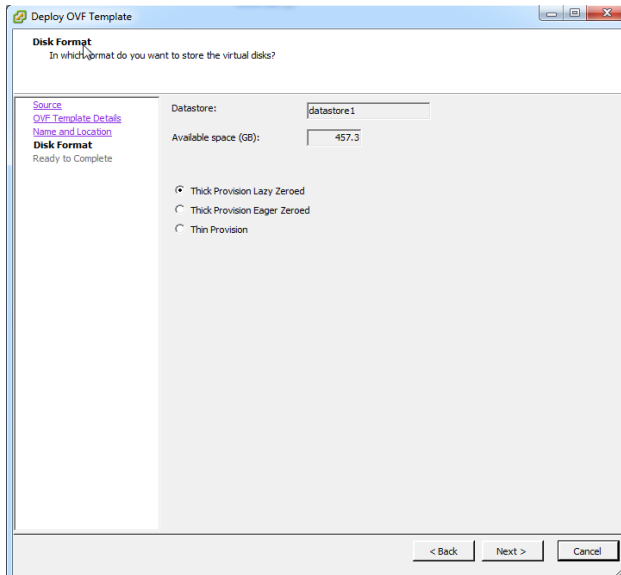 Deploy OVF Template
Disk Format
In which format do you want to store the virtual disks?
Source
OVF Template Details
Name and Location
Disk Format
Ready to Complete
Datastore:
datastore1
Available space (GB):
457.3
Thick Provision Lazy Zeroed
Thick Provision Eager Zeroed
Thin Provision
< Back
Next >
Cancel